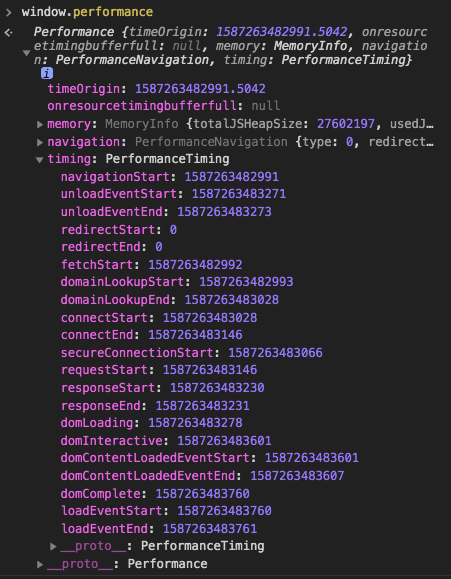 > window.performance
Performance {timeOrigin: 1587263482991.5042, onresourc
etimingbufferfull: null, memory: MemoryInfo, navigatio
n: PerformanceNavigation, timing: PerformanceTiming}
i
timeOrigin: 1587263482991.5042
onresourcetimingbufferfull: null
memory: MemoryInfo {totalJSHeapSize: 27602197, usedJ…
navigation: PerformanceNavigation {type: 0, redirect…
timing: PerformanceTiming
navigationStart: 1587263482991
unloadEventStart: 1587263483271
unloadEventEnd: 1587263483273
redirectStart: 0
redirectEnd: 0
fetchStart: 1587263482992
domainLookupStart: 1587263482993
domainLookupEnd: 1587263483028
connectStart: 1587263483028
connectEnd: 1587263483146
secureConnectionStart: 1587263483066
requestStart: 1587263483146
responseStart: 1587263483230
responseEnd: 1587263483231
domLoading: 1587263483278
domInteractive: 1587263483601
domContentLoadedEventStart: 1587263483601
domContentLoadedEventEnd: 1587263483607
domComplete: 1587263483760
loadEventStart: 1587263483760
loadEventEnd: 1587263483761
__proto__: PerformanceTiming
__proto__: Performance